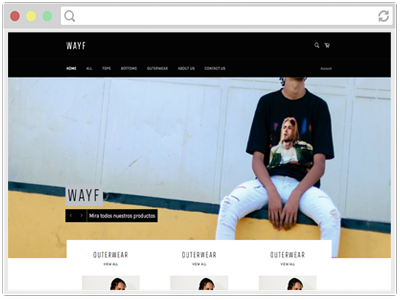 WAYF
HOME ALL TOPS BOTTOMS OUTERWEAR ABOUT US CONTACT US Account
WAYF
Mira todos nuestros productos
OUTERWEAR OUTERWEAR OUTERWEAR
VIEW ALL VIEW ALL VIEW ALL